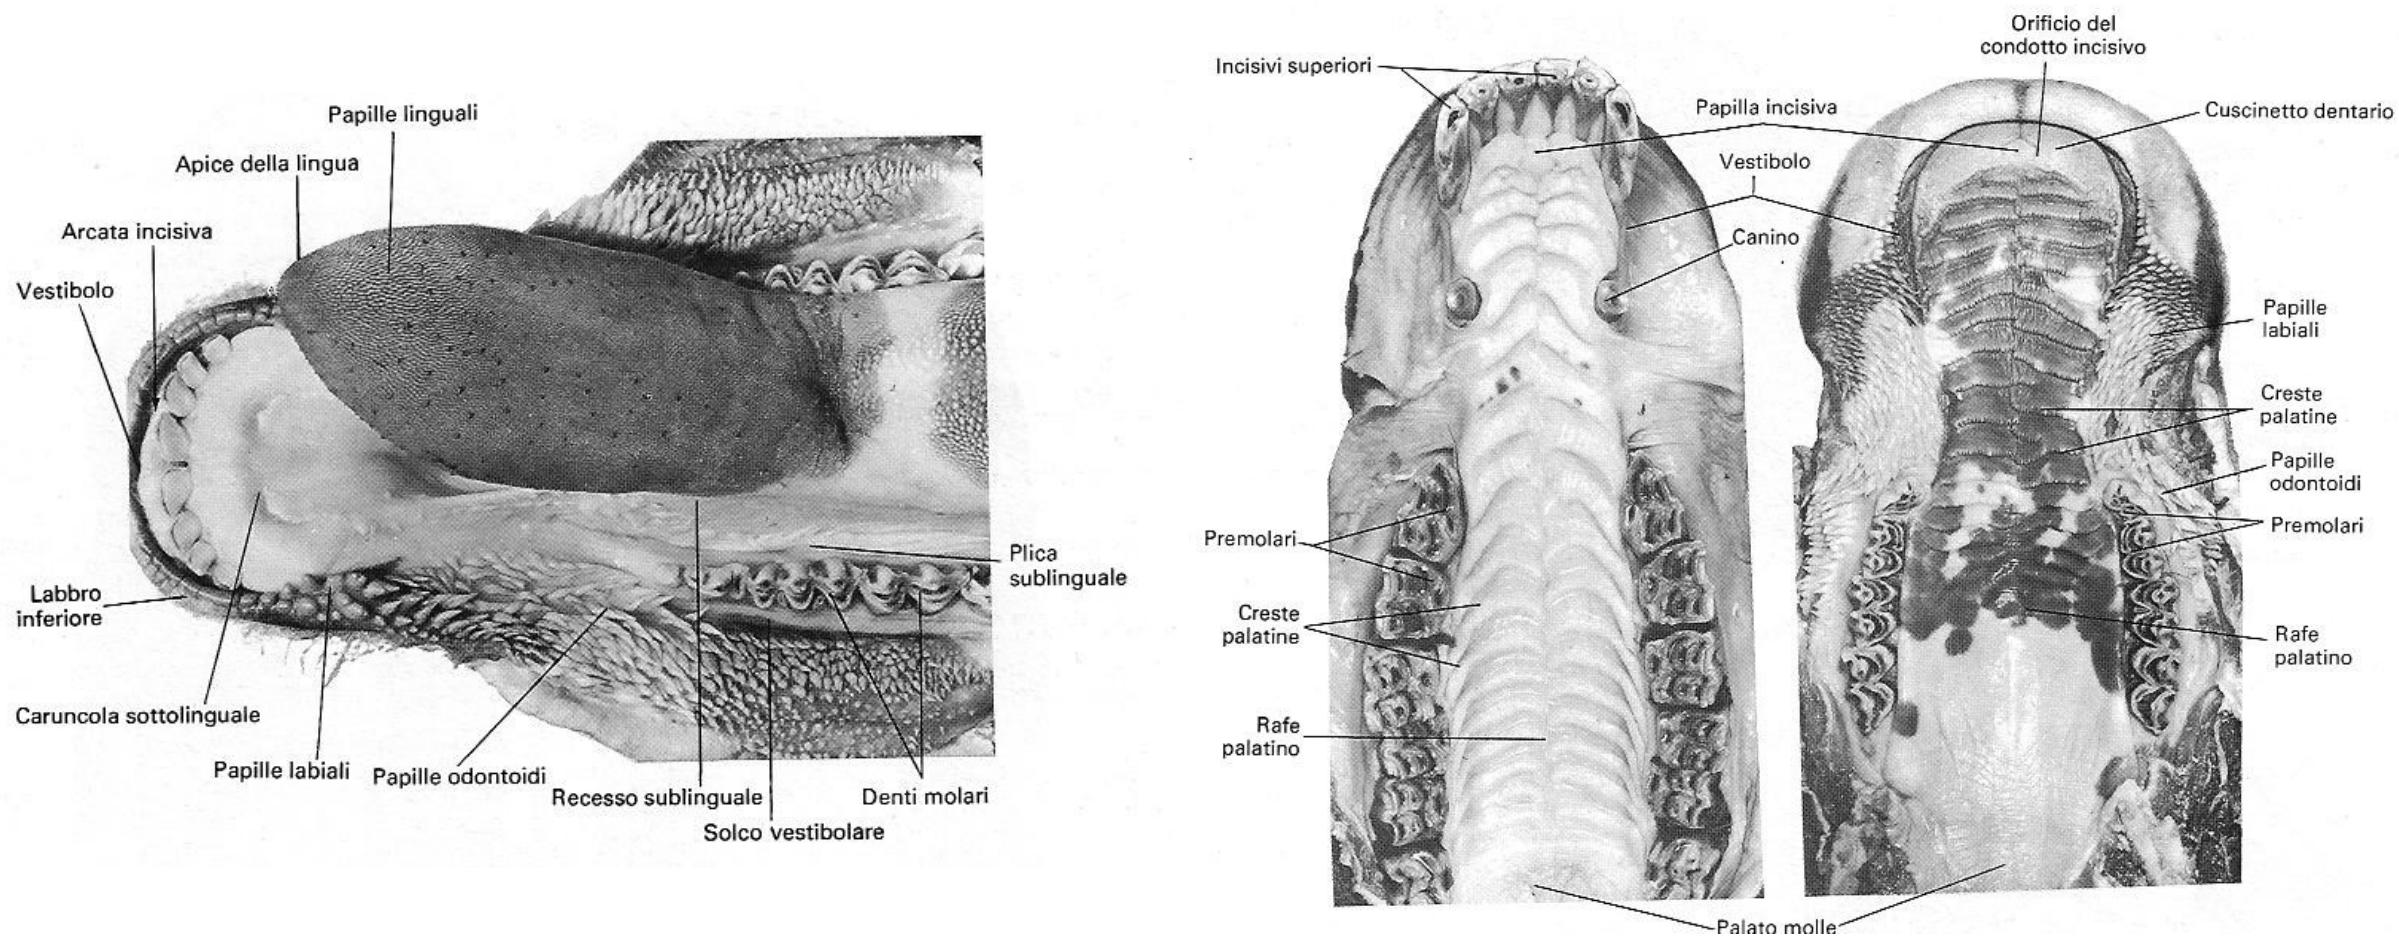 Papille linguali
Apice della lingua
Arcata incisiva
Vestibolo
Labbro
inferiore
Caruncola sottolinguale
Papille labiali
Papille odontoidi
Recesso sublinguale
Solco vestibolare
Denti molari
Plica
sublinguale
Incisivi superiori
Papilla incisiva
Vestibolo
Canino
Premolari
Creste
palatine
Rafe
palatino
Palato molle
Orificio del
condotto incisivo
Cuscinetto dentario
Papille
labiali
Creste
palatine
Papille
odontoidi
Premolari
Rafe
palatino